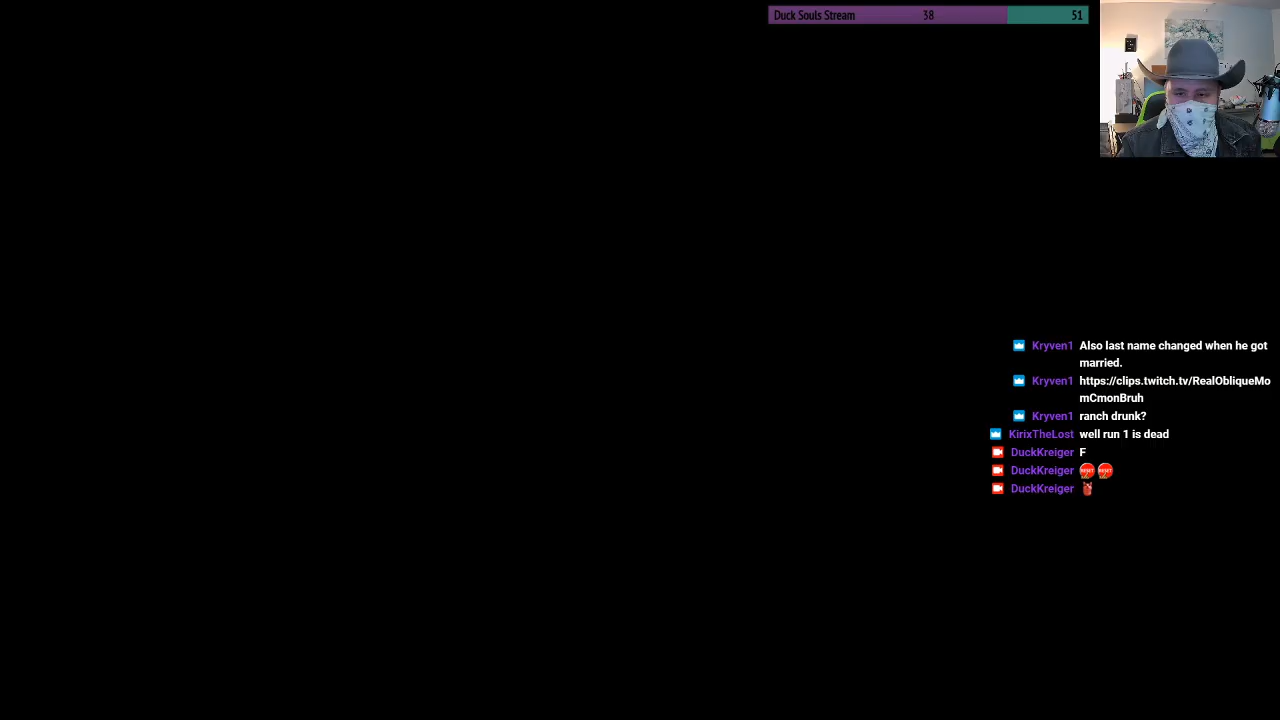 Duck Souls Stream 38 51
Kryven1 Also last name changed when he got
married.
Kryven1 https://clips.twitch.tv/RealObliqueMo
mCmonBruh
Kryven1 ranch drunk?
KirixTheLost well run 1 is dead
DuckKreiger F
DuckKreiger
DuckKreiger